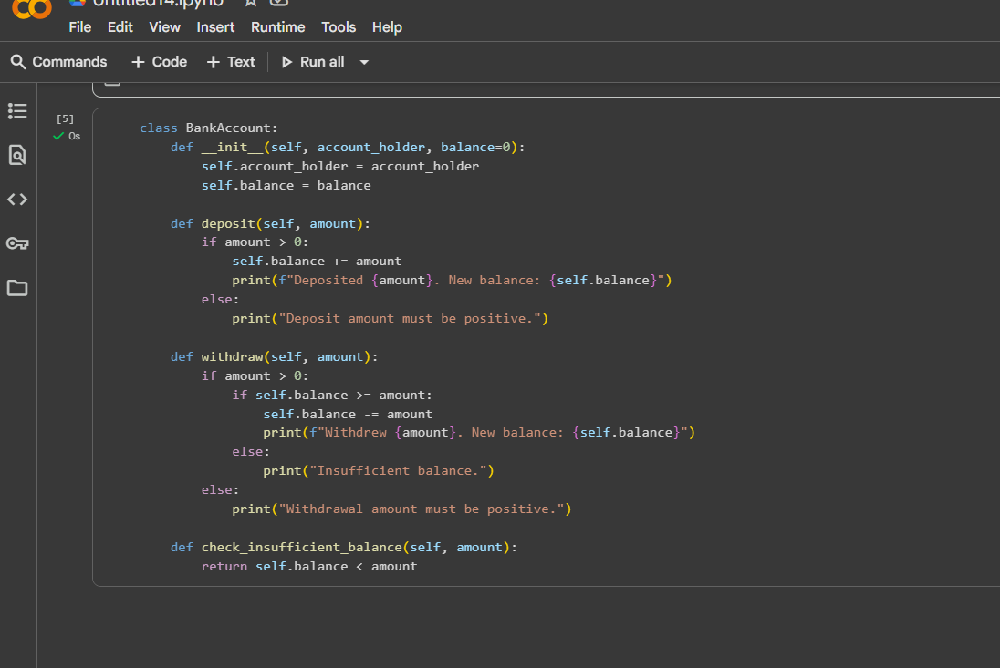 Untitled14.ipynb
File Edit View Insert Runtime Tools Help
Commands + Code + Text Run all
[5]
0s
class BankAccount:
    def __init__(self, account_holder, balance=0):
        self.account_holder = account_holder
        self.balance = balance

    def deposit(self, amount):
        if amount > 0:
            self.balance += amount
            print(f"Deposited {amount}. New balance: {self.balance}")
        else:
            print("Deposit amount must be positive.")

    def withdraw(self, amount):
        if amount > 0:
            if self.balance >= amount:
                self.balance -= amount
                print(f"Withdrew {amount}. New balance: {self.balance}")
            else:
                print("Insufficient balance.")
        else:
            print("Withdrawal amount must be positive.")

    def check_insufficient_balance(self, amount):
        return self.balance < amount